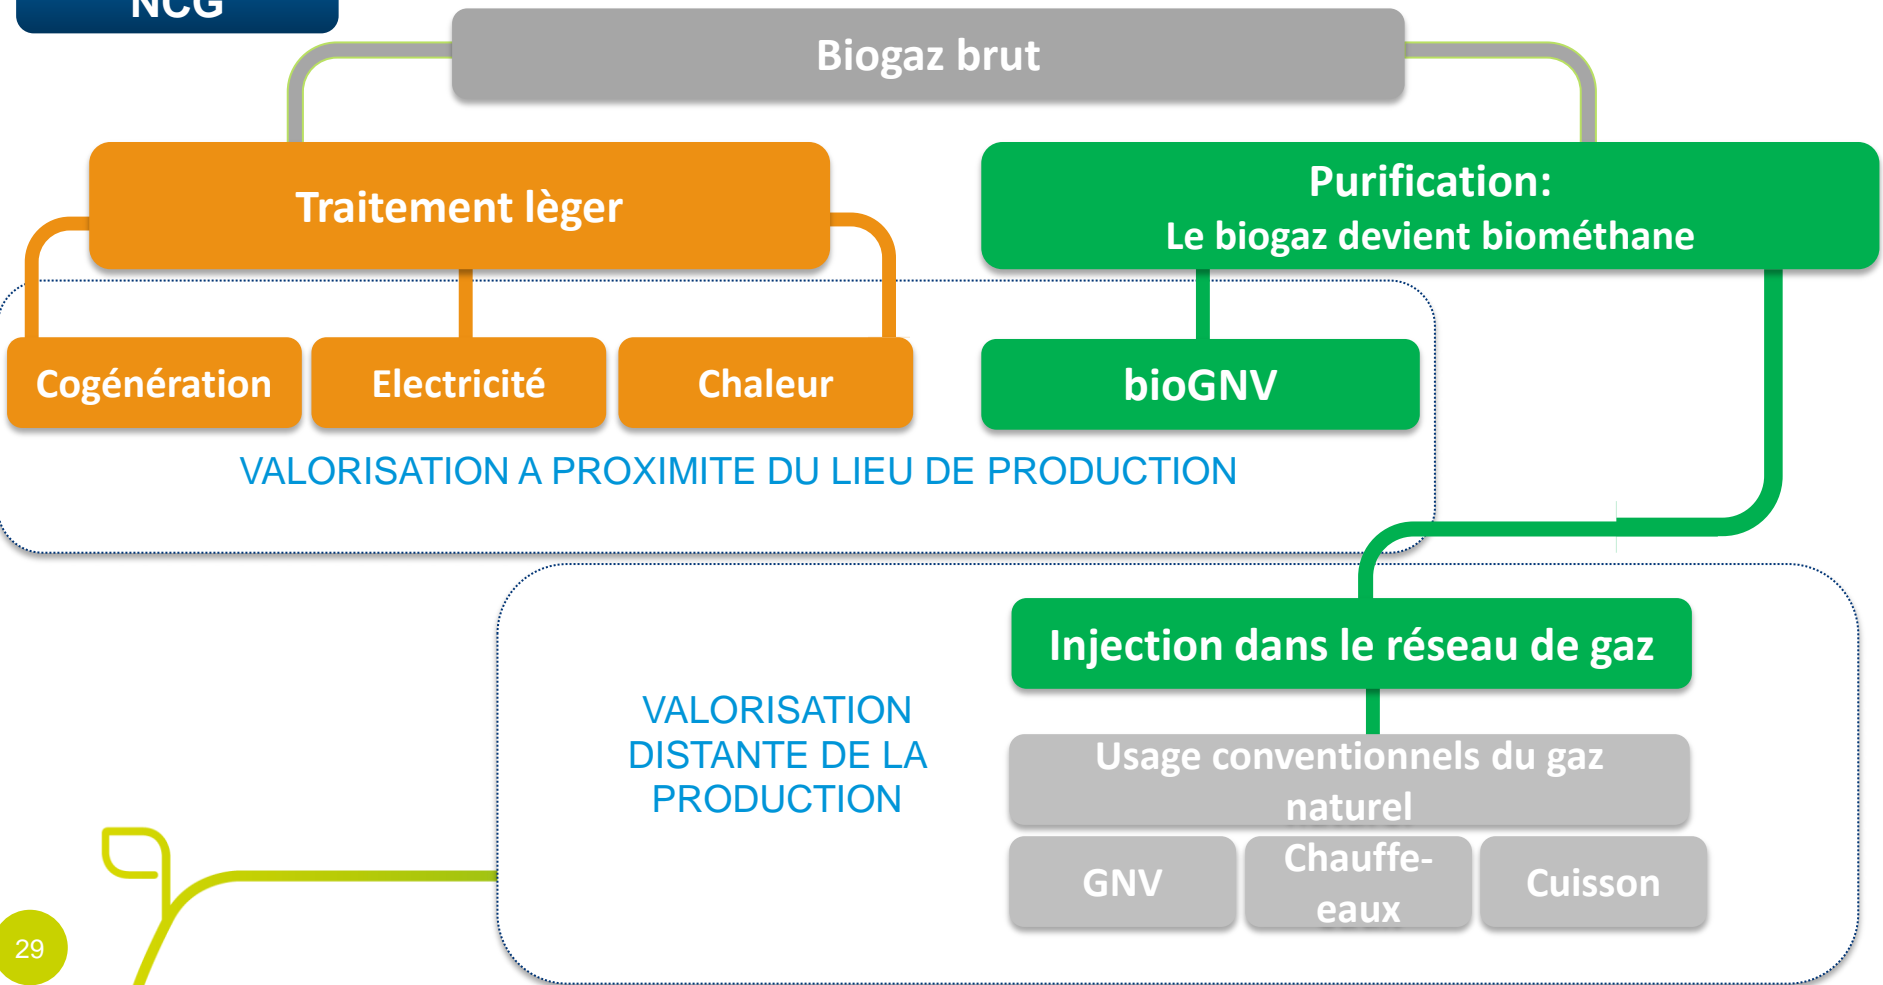 NCG
Biogaz brut
Traitement lèger
Purification:
Le biogaz devient biométhane
Cogénération
Electricité
Chaleur
bioGNV
VALORISATION A PROXIMITE DU LIEU DE PRODUCTION
Injection dans le réseau de gaz
VALORISATION
DISTANTE DE LA
PRODUCTION
Usage conventionnels du gaz
naturel
GNV
Chauffe-
eaux
Cuisson
29